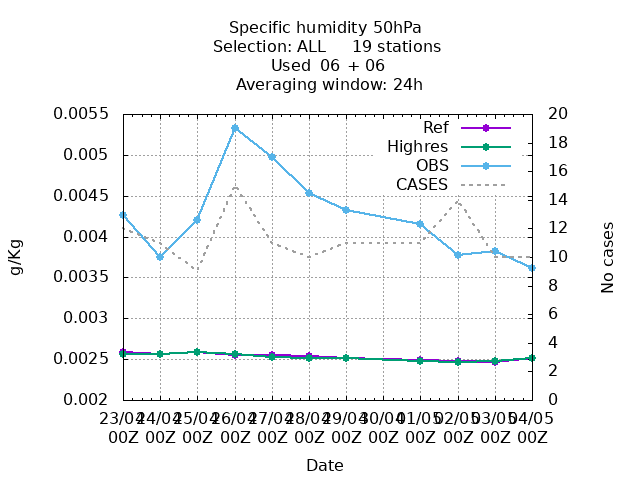 Specific humidity 50hPa
Selection: ALL 19 stations
Used 06 + 06
Averaging window: 24h
Ref
Highres
OBS
CASES
g/Kg
0.0055
0.005
0.0045
0.004
0.0035
0.003
0.0025
0.002
No cases
20
18
16
14
12
10
8
6
4
2
0
23/04 24/04 25/04 26/04 27/04 28/04 29/04 30/04 01/05 02/05 03/05 04/05
00Z 00Z 00Z 00Z 00Z 00Z 00Z 00Z 00Z 00Z 00Z 00Z
Date